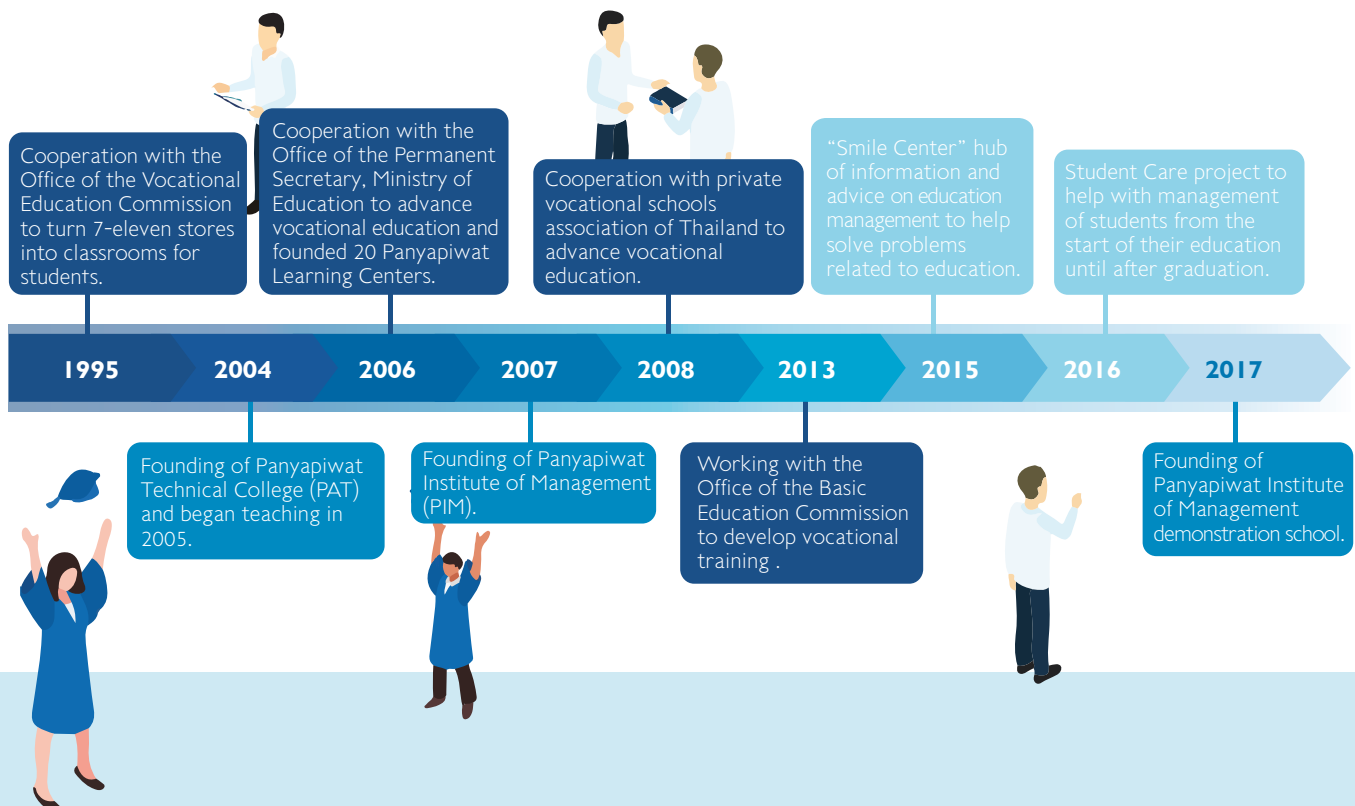 Cooperation with the
Office of the Vocational
Education Commission
to turn 7-eleven stores
into classrooms for
students.
Cooperation with the
Office of the Permanent
Secretary, Ministry of
Education to advance
vocational education and
founded 20 Panyapiwat
Learning Centers.
Cooperation with private
vocational schools
association of Thailand to
advance vocational
education.
“Smile Center” hub
of information and
advice on education
management to help
solve problems
related to education.
Student Care project to
help with management
of students from the
start of their education
until after graduation.
1995 2004 2006 2007 2008 2013 2015 2016 2017
Founding of Panyapiwat
Technical College (PAT)
and began teaching in
2005.
Founding of Panyapiwat
Institute of Management
(PIM).
Working with the
Office of the Basic
Education Commission
to develop vocational
training .
Founding of
Panyapiwat Institute
of Management
demonstration school.